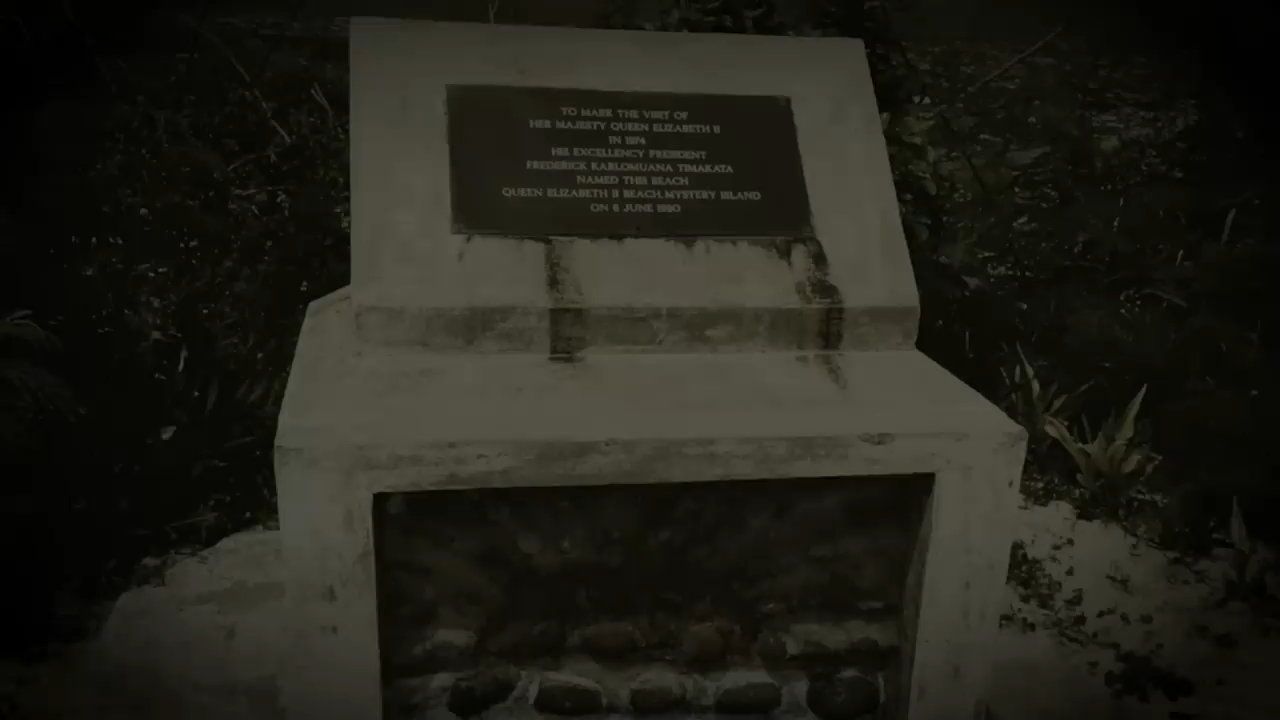 TO MARK THE VISIT OF
HER MAJESTY QUEEN ELIZABETH II
IN 1974
HIS EXCELLENCY PRESIDENT
FREDERICK KARLOMUANA TIMAKATA
NAMED THIS BEACH
QUEEN ELIZABETH II BEACH. MYSTERY ISLAND
ON 6 JUNE